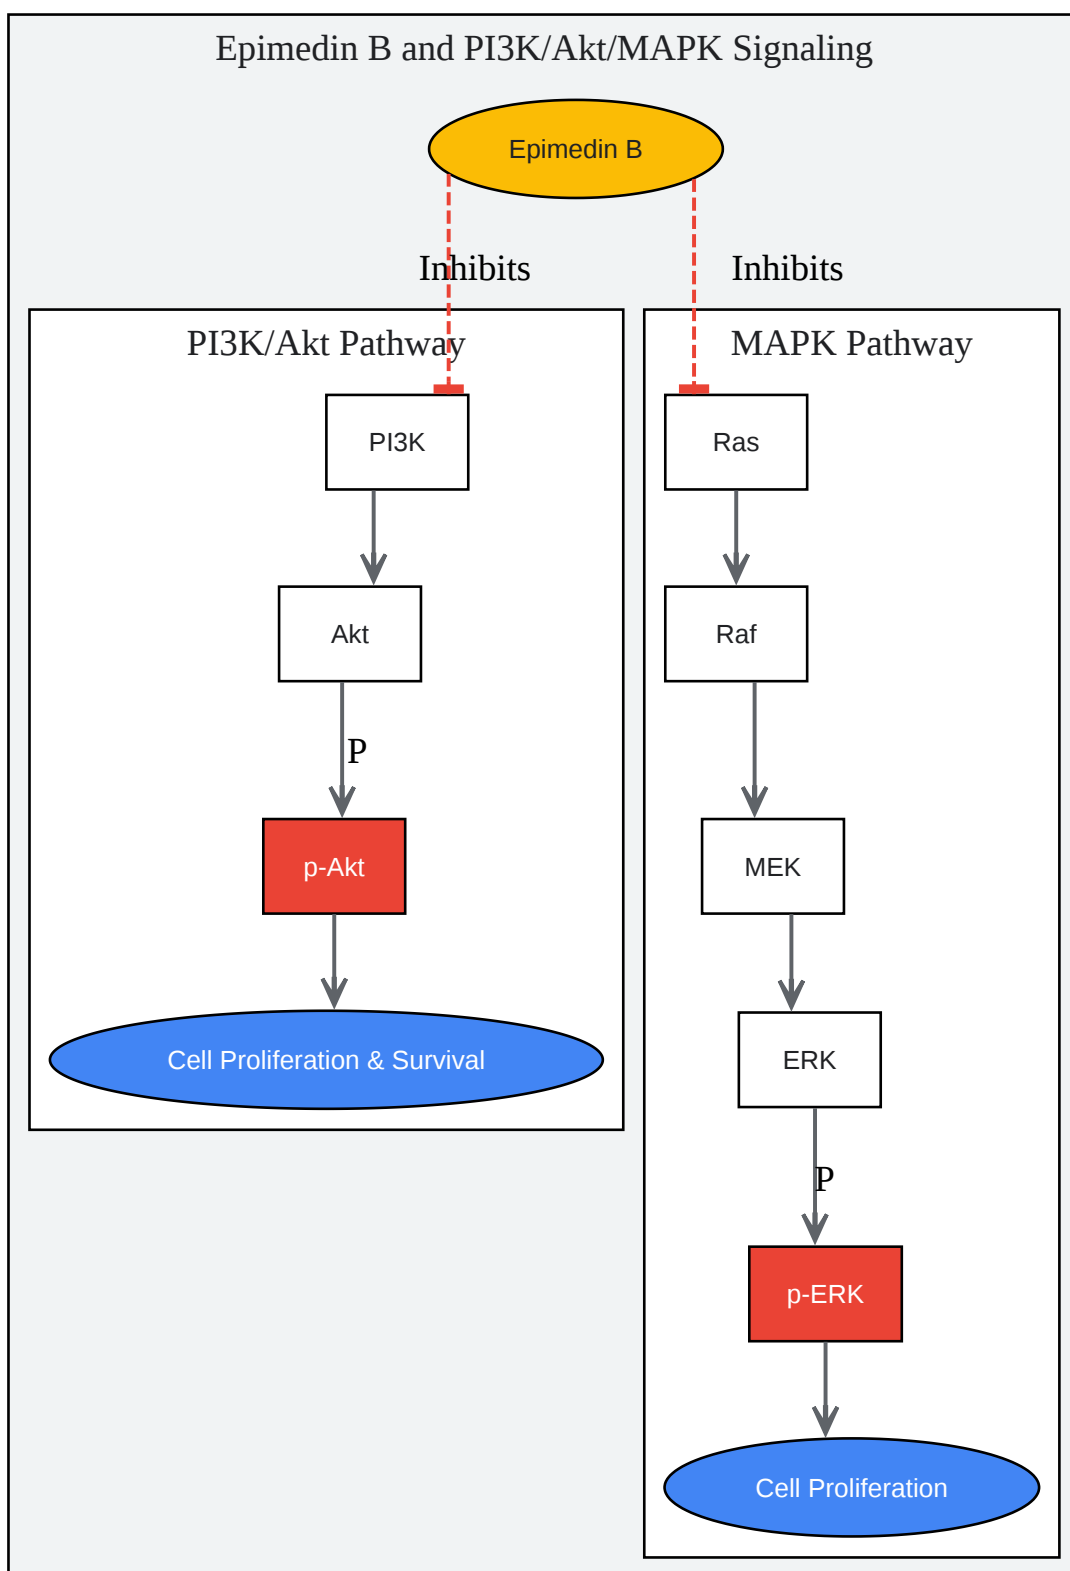 Epimedin B and PI3K/Akt/MAPK Signaling
Epimedin B
Inhibits
Inhibits
PI3K/Akt Pathway
PI3K
Akt
P
p-Akt
Cell Proliferation & Survival
MAPK Pathway
Ras
Raf
MEK
ERK
P
p-ERK
Cell Proliferation